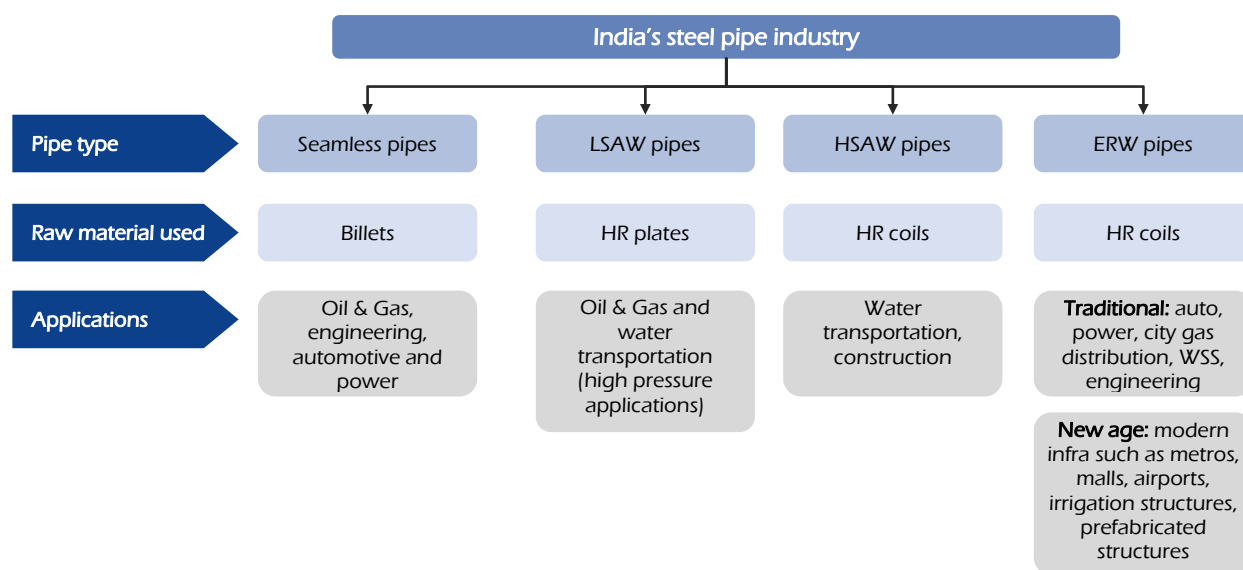 India's steel pipe industry
Pipe type
Seamless pipes
LSAW pipes
HSAW pipes
ERW pipes
Raw material used
Billets
HR plates
HR coils
HR coils
Applications
Oil & Gas,
engineering,
automotive and
power
Oil & Gas and
water
transportation
(high pressure
applications)
Water
transportation,
construction
Traditional: auto,
power, city gas
distribution, WSS,
engineering
New age: modern
infra such as metros,
malls, airports,
irrigation structures,
prefabricated
structures